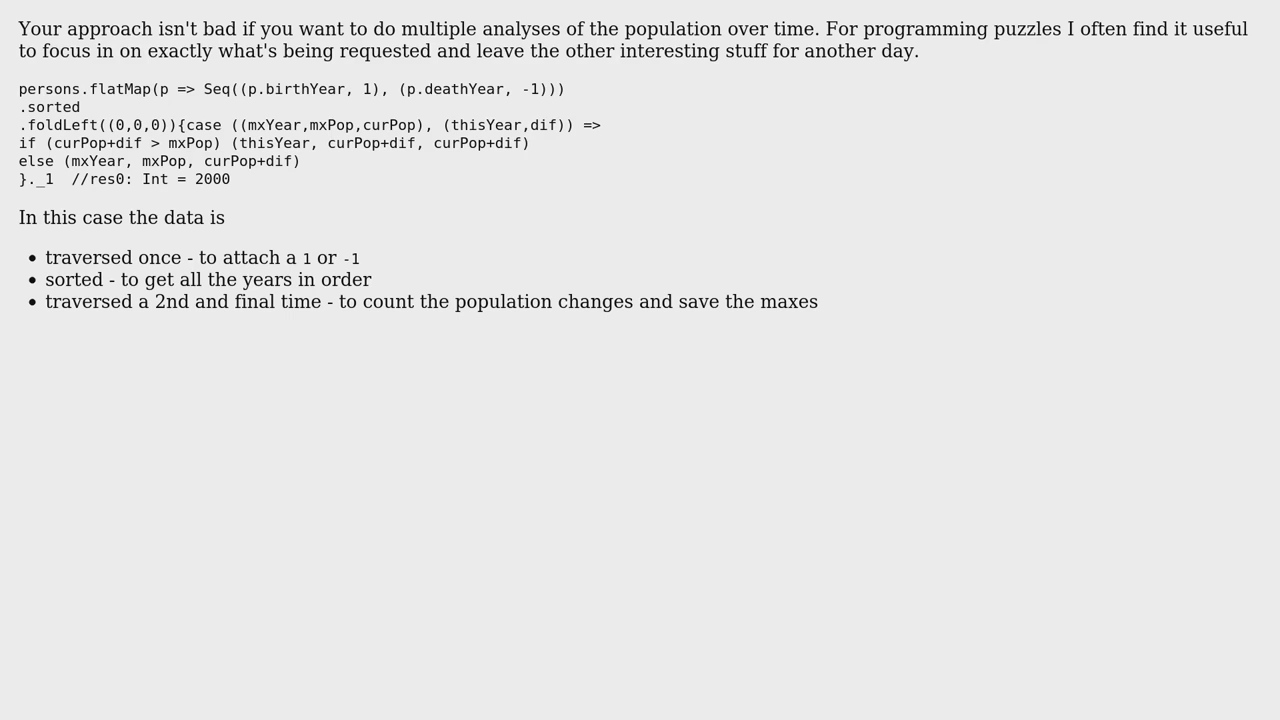 Your approach isn't bad if you want to do multiple analyses of the population over time. For programming puzzles I often find it useful
to focus in on exactly what's being requested and leave the other interesting stuff for another day.
persons.flatMap(p => Seq((p.birthYear, 1), (p.deathYear, -1)))
.sorted
.foldLeft((0,0,0)){case ((mxYear,mxPop,curPop), (thisYear,dif)) =>
if (curPop+dif > mxPop) (thisYear, curPop+dif, curPop+dif)
else (mxYear, mxPop, curPop+dif)
}._1  //res0: Int = 2000
In this case the data is
• traversed once - to attach a 1 or -1
• sorted - to get all the years in order
• traversed a 2nd and final time - to count the population changes and save the maxes